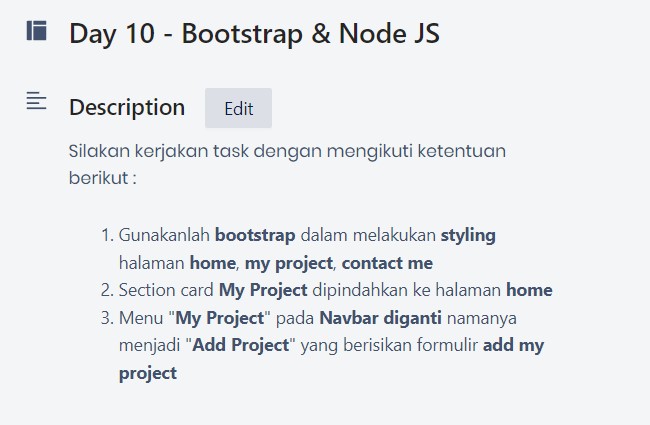 Day 10 - Bootstrap & Node JS
Description
Edit
Silakan kerjakan task dengan mengikuti ketentuan
berikut :
1. Gunakanlah bootstrap dalam melakukan styling
halaman home, my project, contact me
2. Section card My Project dipindahkan ke halaman home
3. Menu "My Project" pada Navbar diganti namanya
menjadi "Add Project" yang berisikan formulir add my
project